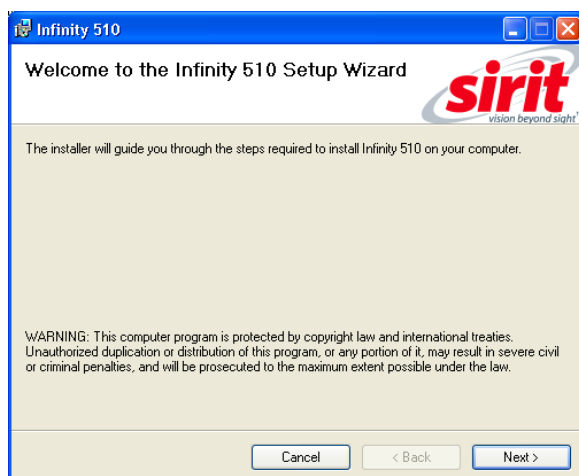 Infinity 510
Welcome to the Infinity 510 Setup Wizard
sirit
vision beyond sight
The installer will guide you through the steps required to install Infinity 510 on your computer.
WARNING: This computer program is protected by copyright law and international treaties.
Unauthorized duplication or distribution of this program, or any portion of it, may result in severe civil
or criminal penalties, and will be prosecuted to the maximum extent possible under the law.
Cancel
< Back
Next >